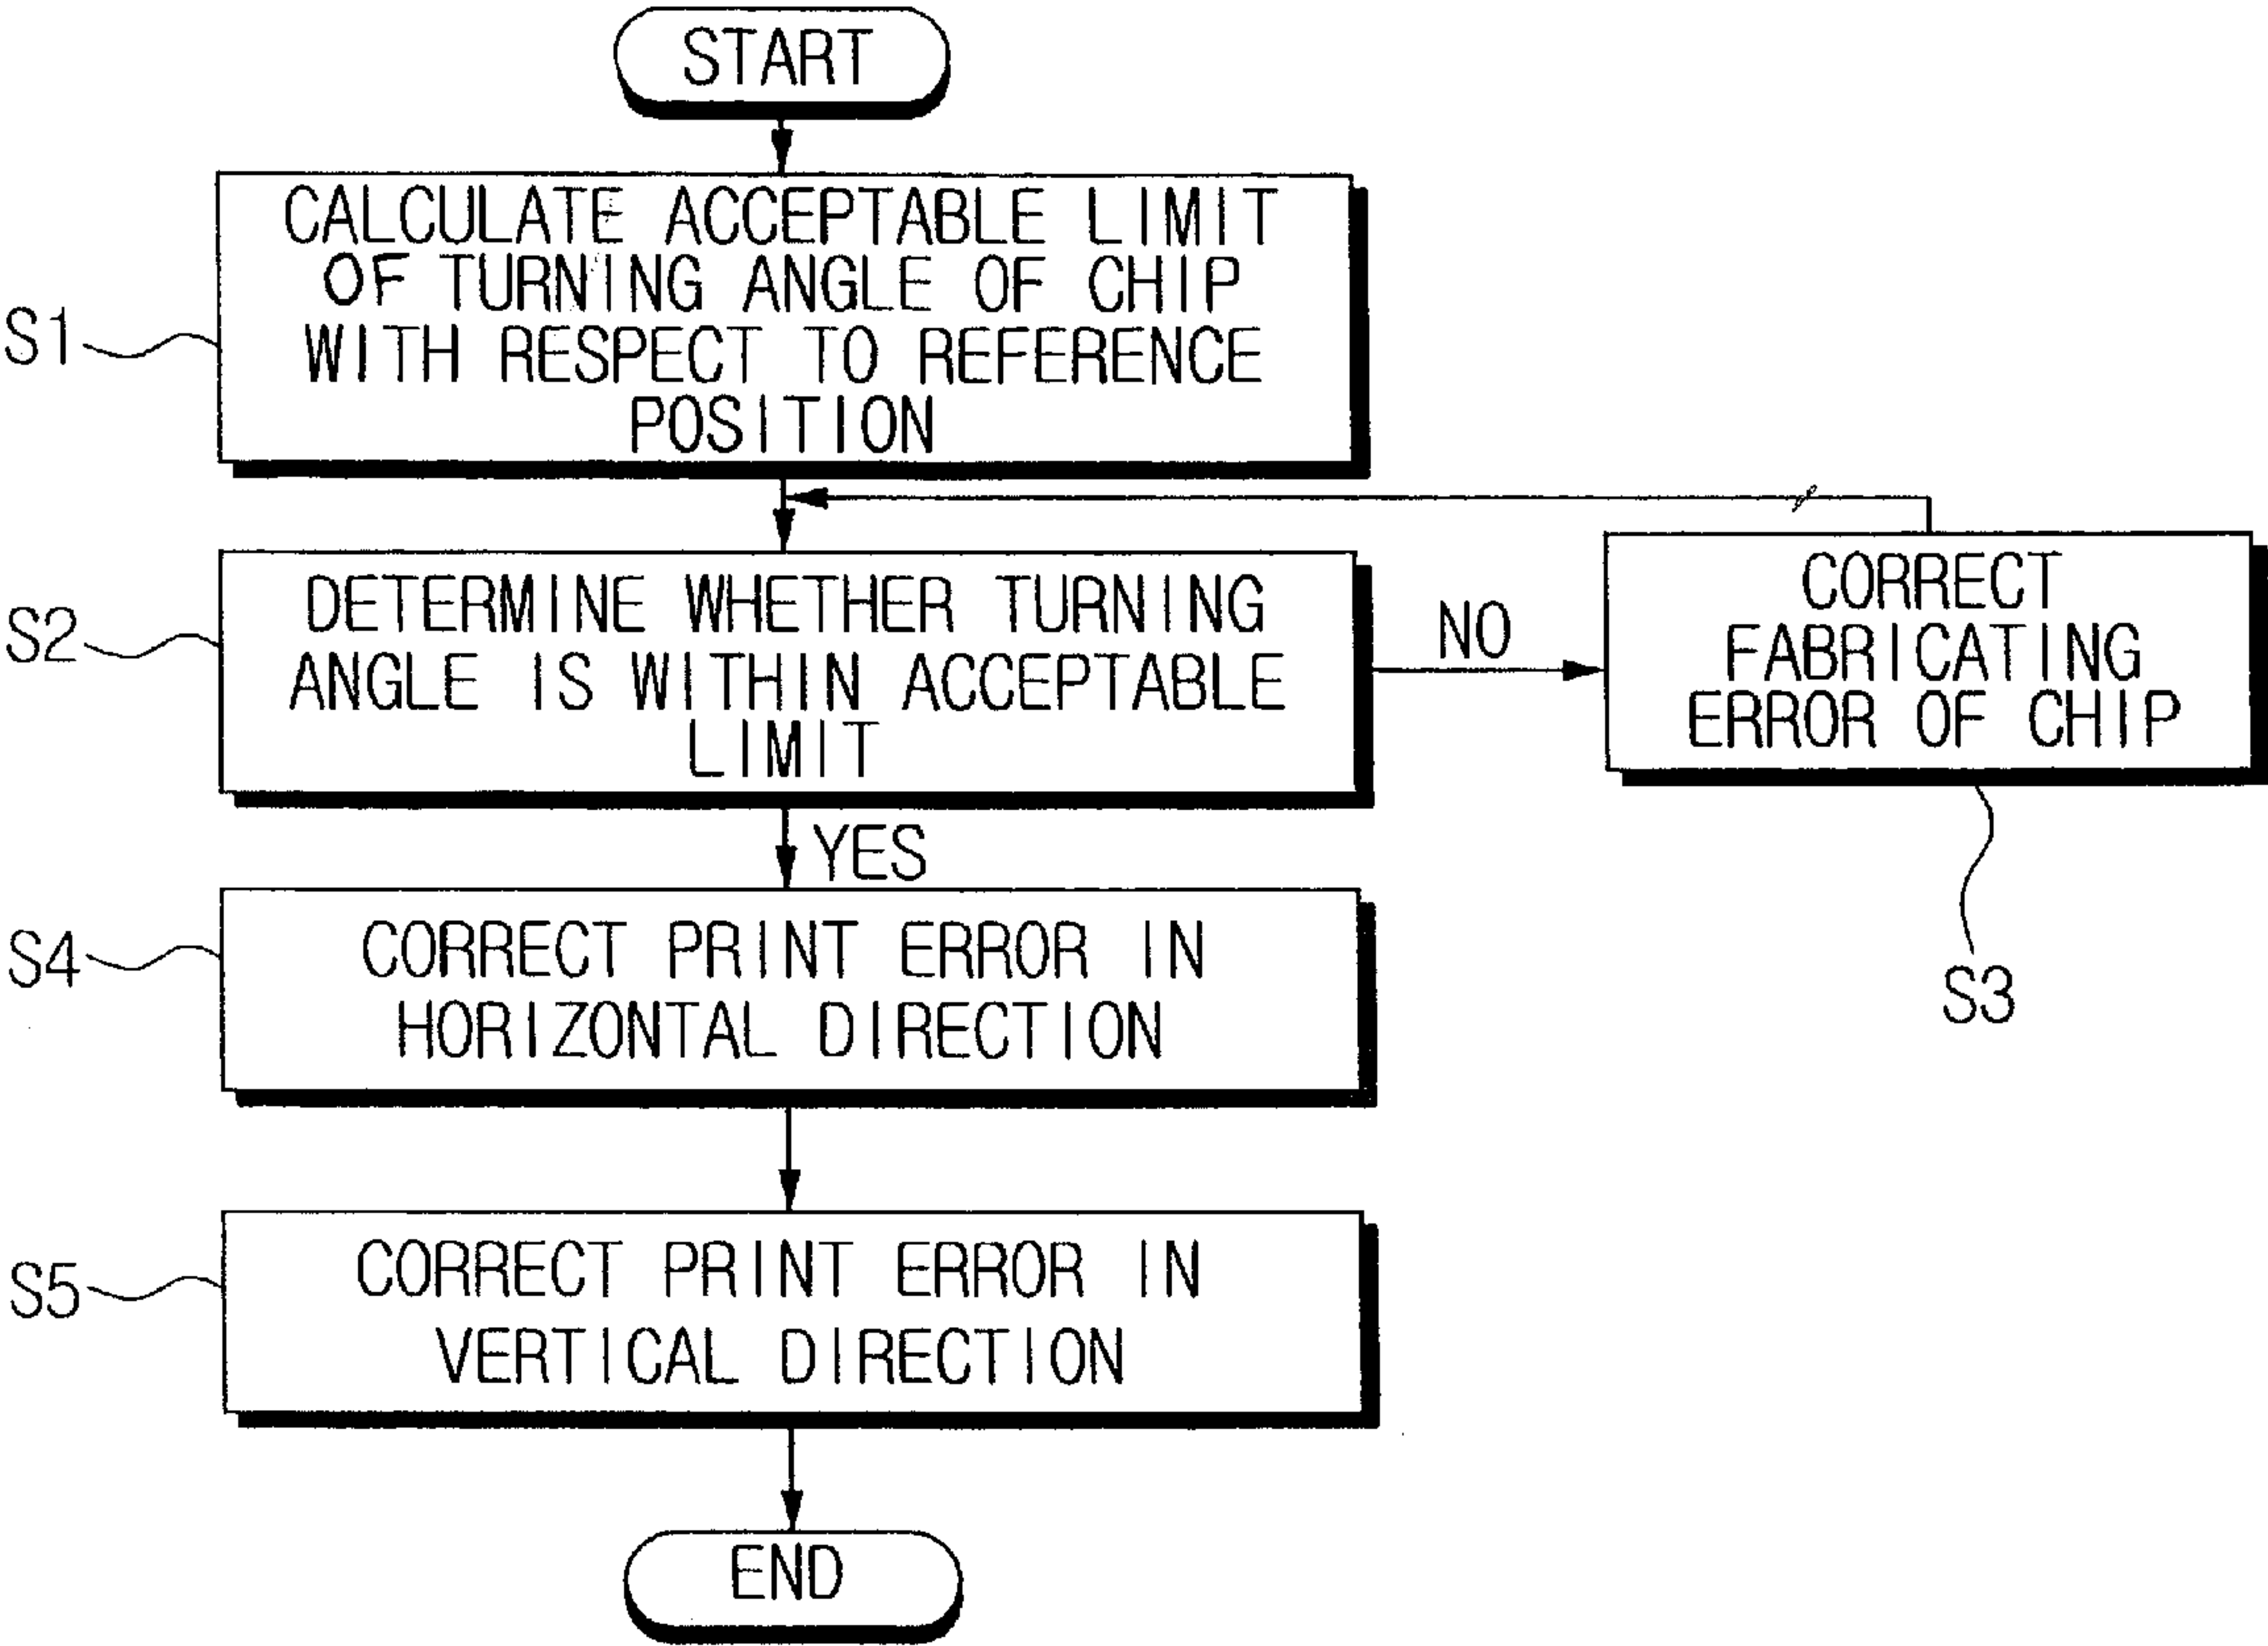 START
CALCULATE ACCEPTABLE LIMIT
OF TURNING ANGLE OF CHIP
WITH RESPECT TO REFERENCE
POSITION
S1
DETERMINE WHETHER TURNING
ANGLE IS WITHIN ACCEPTABLE
LIMIT
S2
NO
CORRECT
FABRICATING
ERROR OF CHIP
S3
YES
CORRECT PRINT ERROR IN
HORIZONTAL DIRECTION
S4
CORRECT PRINT ERROR IN
VERTICAL DIRECTION
S5
END